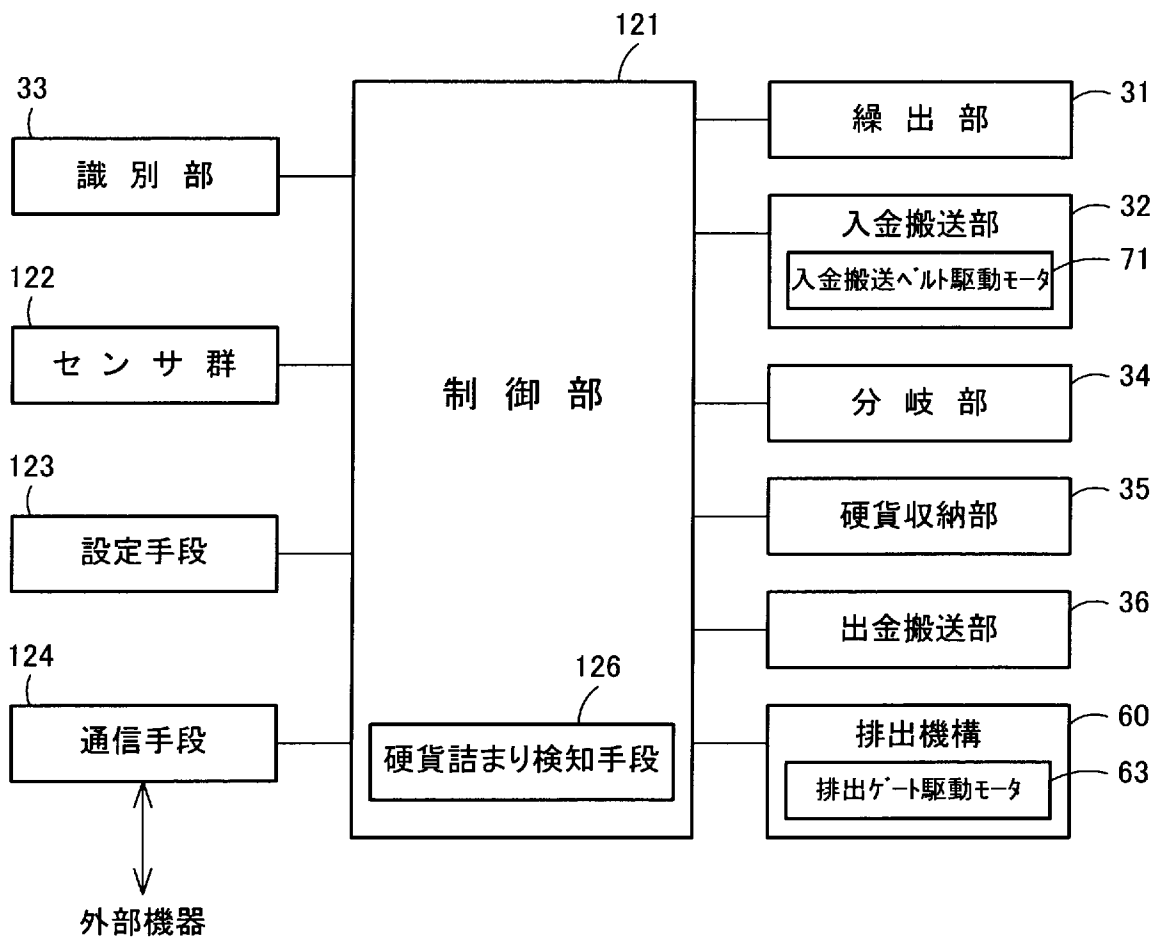 121
33
識別部
122
センサ群
123
設定手段
124
通信手段
外部機器
制御部
126
硬貨詰まり検知手段
31
繰出部
32
入金搬送部
71
入金搬送ﾍﾞﾙﾄ駆動ﾓｰﾀ
34
分岐部
35
硬貨収納部
36
出金搬送部
60
排出機構
63
排出ｹﾞｰﾄ駆動ﾓｰﾀ